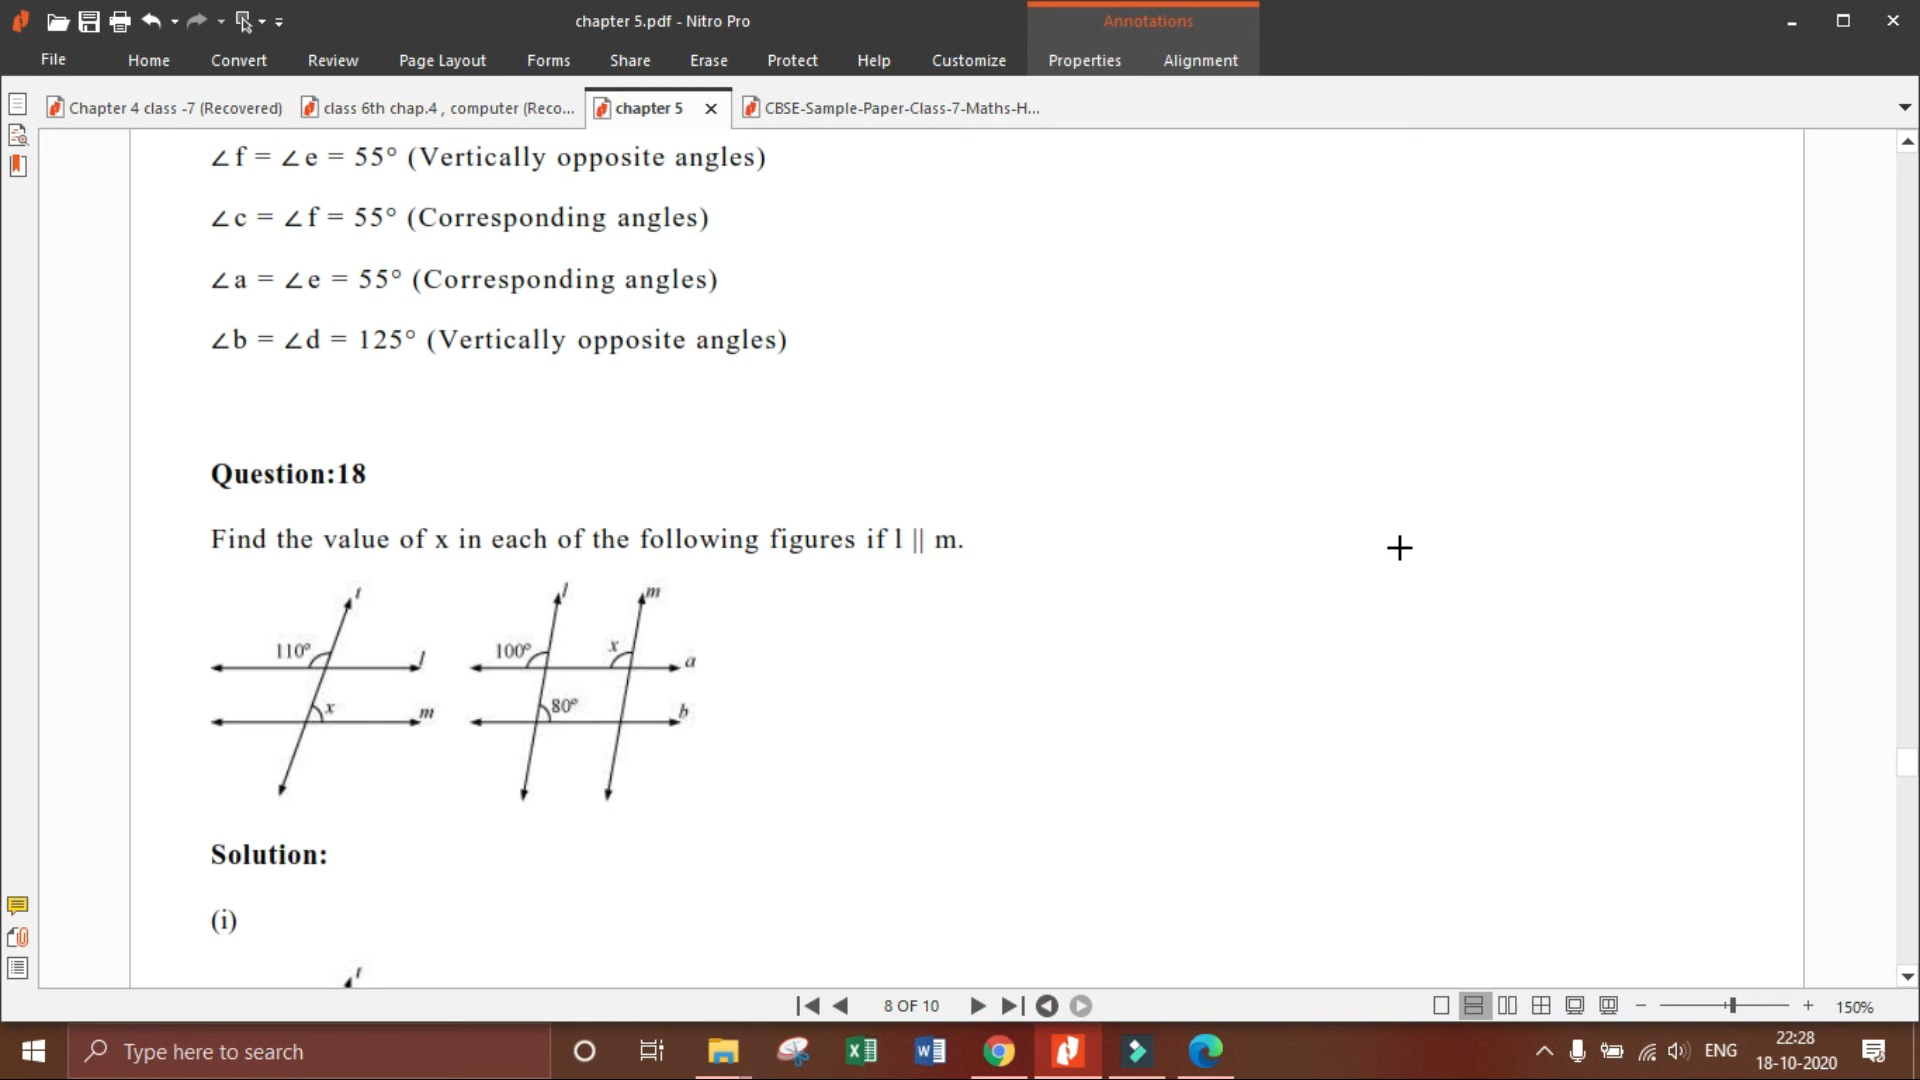 chapter 5.pdf - Nitro Pro
Annotations
File Home Convert Review Page Layout Forms Share Erase Protect Help Customize Properties Alignment
Chapter 4 class -7 (Recovered) class 6th chap.4 , computer (Reco... chapter 5 CBSE-Sample-Paper-Class-7-Maths-H...
∠f = ∠e = 55° (Vertically opposite angles)
∠c = ∠f = 55° (Corresponding angles)
∠a = ∠e = 55° (Corresponding angles)
∠b = ∠d = 125° (Vertically opposite angles)
Question:18
Find the value of x in each of the following figures if l || m.
t l m
110° l 100° x a
x m 80° b
Solution:
(i)
t
8 OF 10
150%
Type here to search
ENG
22:28
18-10-2020